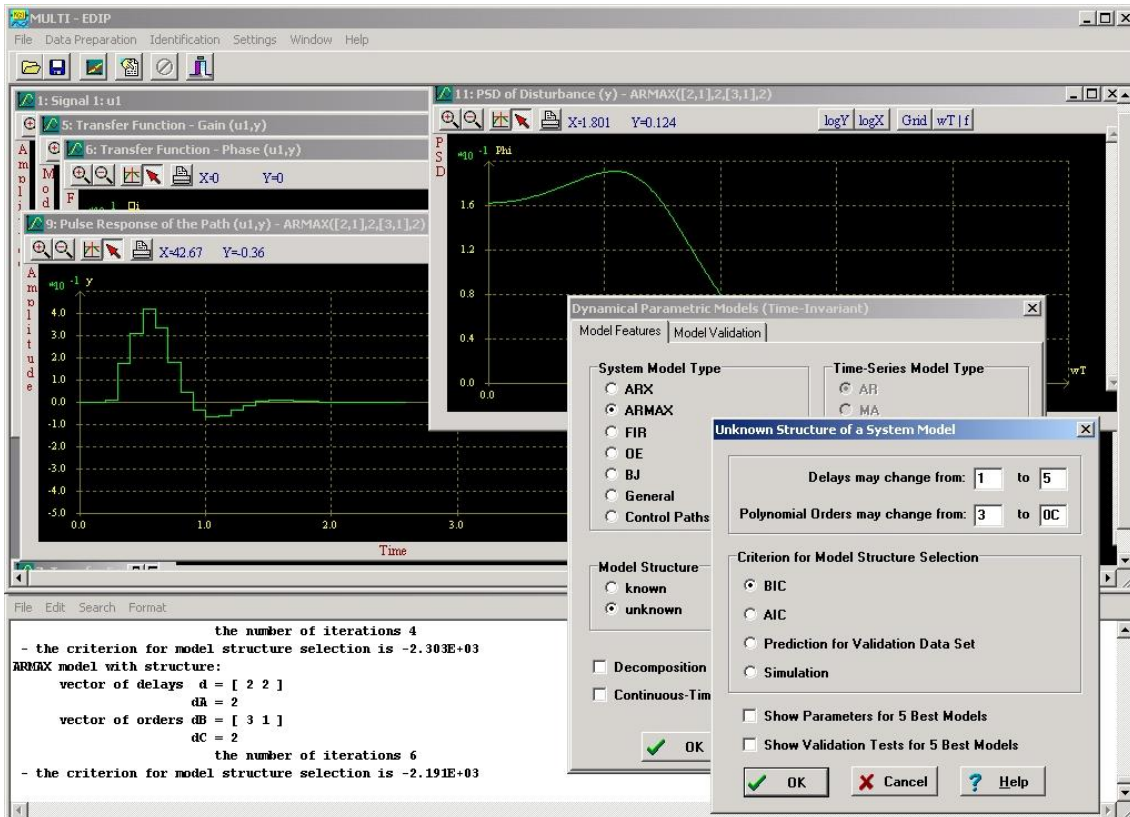 MULTI - EDIP
File Data Preparation Identification Settings Window Help
1: Signal 1: u1
5: Transfer Function - Gain (u1,y)
6: Transfer Function - Phase (u1,y)
X=0 Y=0
9: Pulse Response of the Path (u1,y) - ARMAX([2,1],2,[3,1],2)
X=42.67 Y=-0.36
Amplitude
*10 -1 y
4.0
3.0
2.0
1.0
0.0
-1.0
-2.0
-3.0
-4.0
-5.0
0.0 1.0 2.0 3.0
Time
11: PSD of Disturbance (y) - ARMAX([2,1],2,[3,1],2)
X=1.801 Y=0.124 logY logX Grid wT | f
PSD
*10 -1 Phi
1.6
1.2
0.8
0.4
0.0
0.0
wT
Dynamical Parametric Models (Time-Invariant)
Model Features Model Validation
System Model Type
ARX
ARMAX
FIR
OE
BJ
General
Control Paths
Time-Series Model Type
AR
MA
Model Structure
known
unknown
Decomposition
Continuous-Tim
OK
Unknown Structure of a System Model
Delays may change from: 1 to 5
Polynomial Orders may change from: 3 to 0C
Criterion for Model Structure Selection
BIC
AIC
Prediction for Validation Data Set
Simulation
Show Parameters for 5 Best Models
Show Validation Tests for 5 Best Models
OK Cancel Help
File Edit Search Format
the number of iterations 4
- the criterion for model structure selection is -2.303E+03
ARMAX model with structure:
vector of delays d = [ 2 2 ]
dA = 2
vector of orders dB = [ 3 1 ]
dC = 2
the number of iterations 6
- the criterion for model structure selection is -2.191E+03